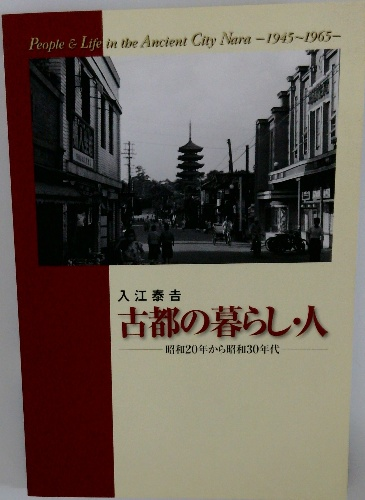 People & Life in the Ancient City Nara －1945～1965－
入江泰吉
古都の暮らし・人
昭和20年から昭和30年代